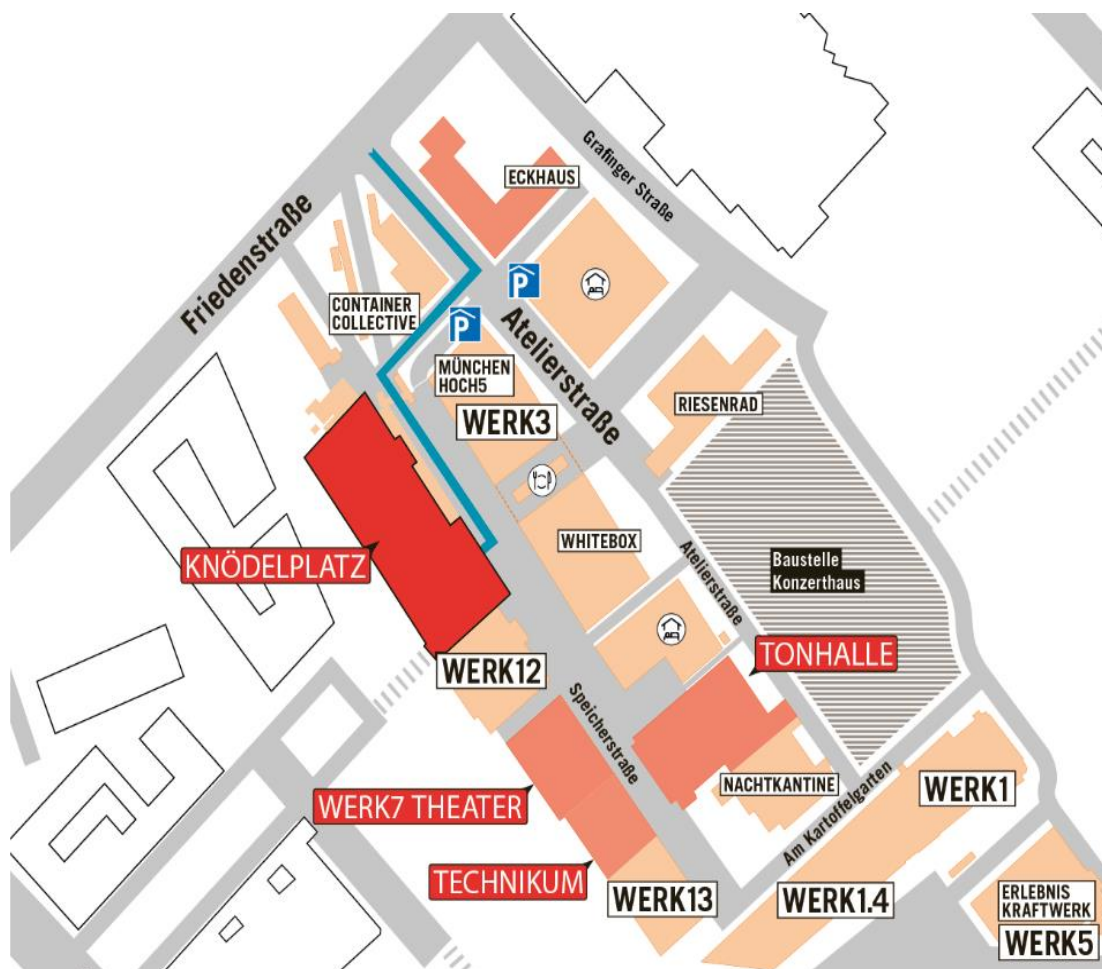 Grafinger Straße
ECKHAUS
Friedenstraße
P
CONTAINER
COLLECTIVE
P
Atelierstraße
MÜNCHEN
HOCH5
RIESENRAD
WERK3
WHITEBOX
KNÖDELPLATZ
Atelierstraße
Baustelle
Konzerthaus
TONHALLE
WERK12
Speicherstraße
NACHTKANTINE
WERK7 THEATER
Am Kartoffelgarten
WERK1
TECHNIKUM
WERK13
WERK1.4
ERLEBNIS
KRAFTWERK
WERK5